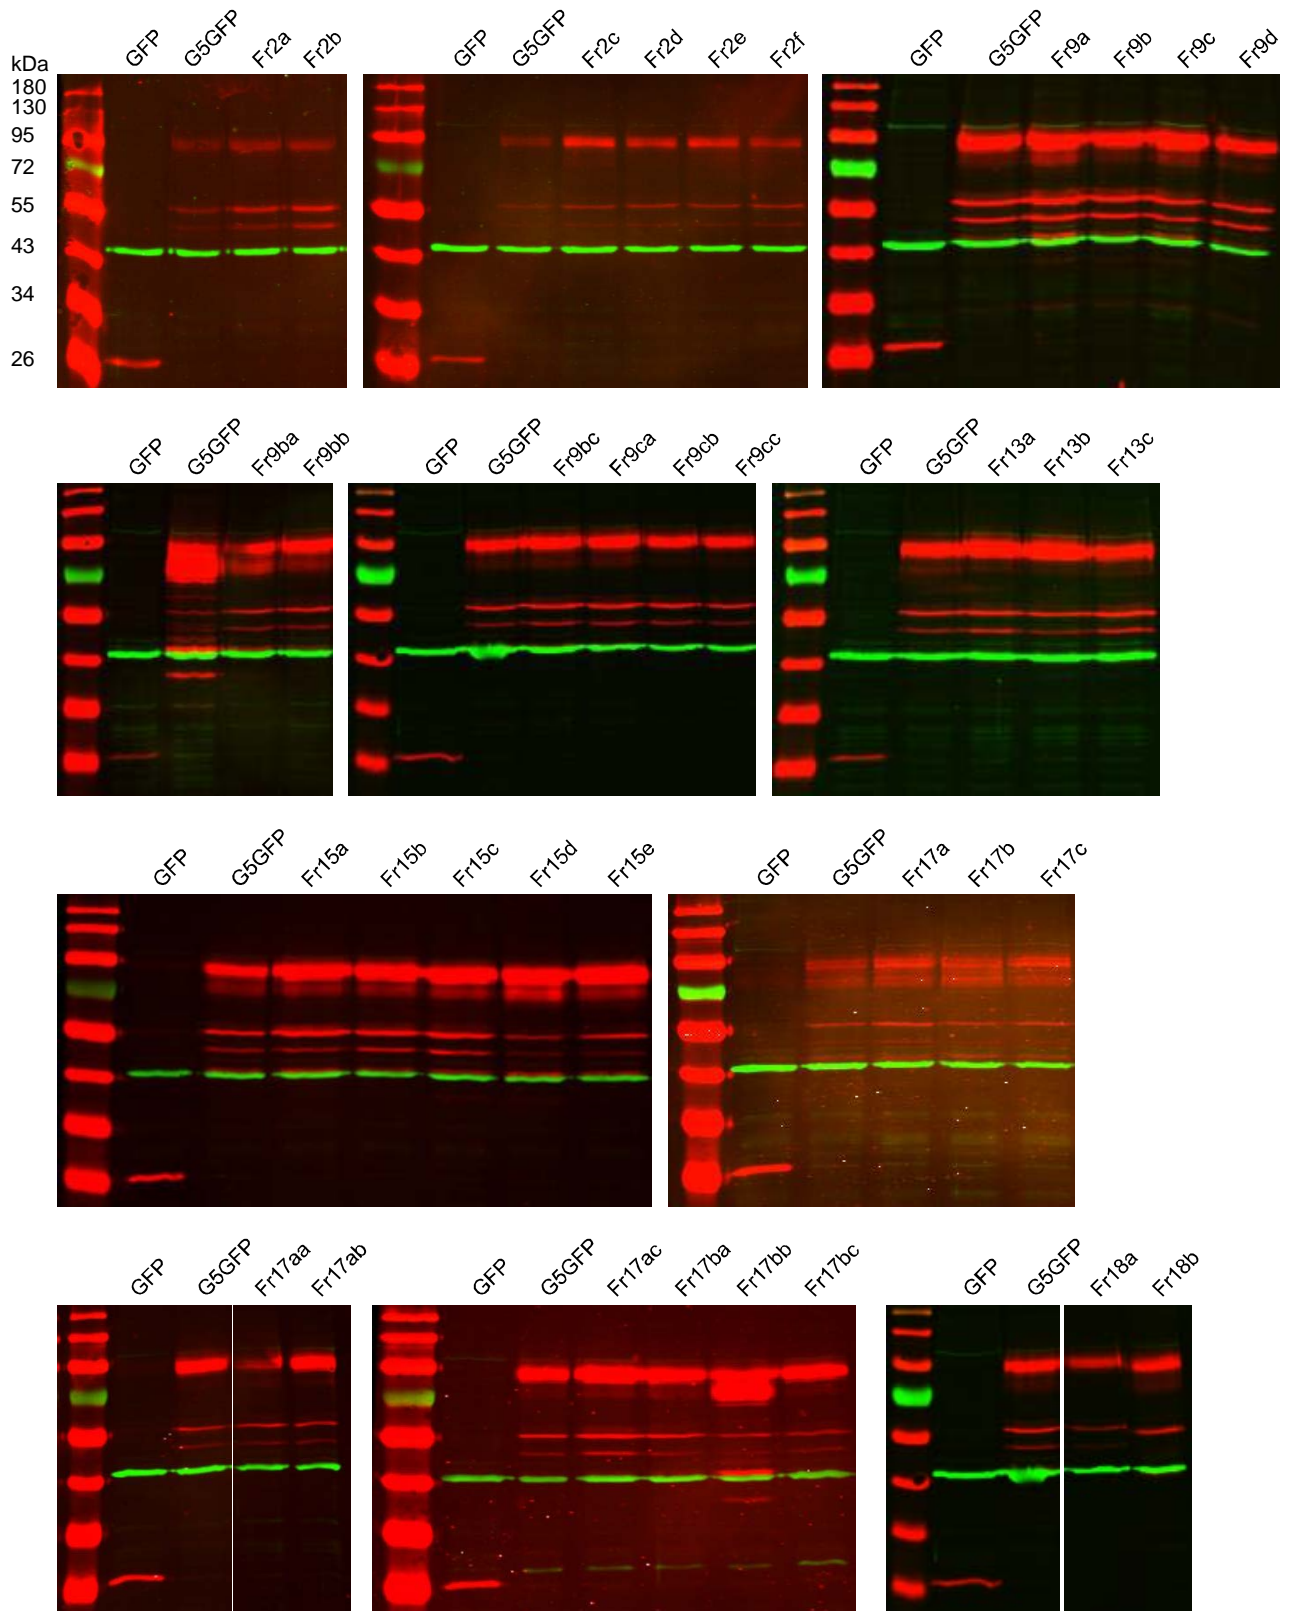 kDa
GFP G5GFP Fr2a Fr2b
GFP G5GFP Fr2c Fr2d Fr2e Fr2f
GFP G5GFP Fr9a Fr9b Fr9c Fr9d
180
130
95
72
55
43
34
26
GFP G5GFP Fr9ba Fr9bb
GFP G5GFP Fr9bc Fr9ca Fr9cb Fr9cc
GFP G5GFP Fr13a Fr13b Fr13c
GFP G5GFP Fr15a Fr15b Fr15c Fr15d Fr15e
GFP G5GFP Fr17a Fr17b Fr17c
GFP G5GFP Fr17aa Fr17ab
GFP G5GFP Fr17ac Fr17ba Fr17bb Fr17bc
GFP G5GFP Fr18a Fr18b